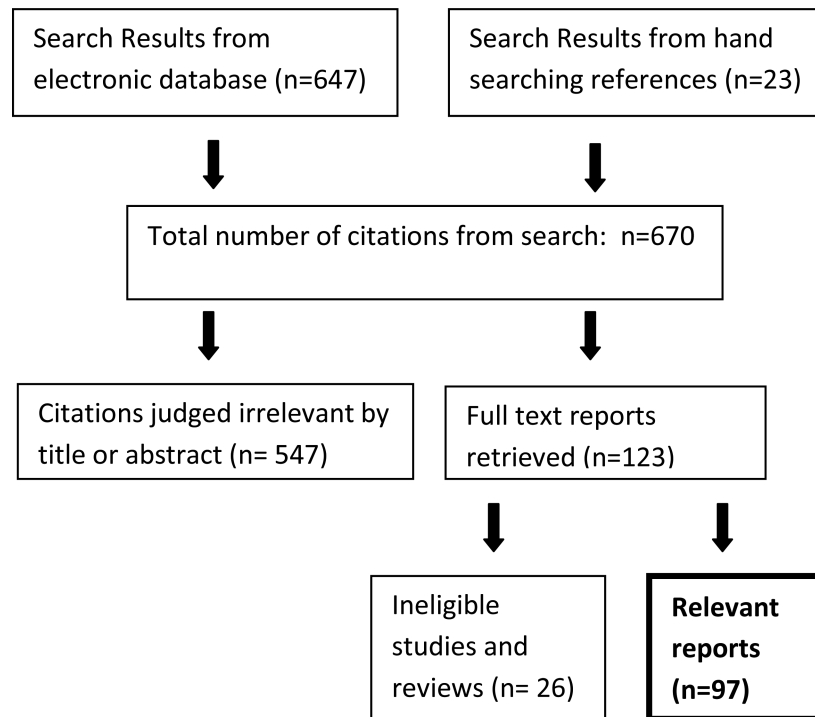 Search Results from
electronic database (n=647)
Search Results from hand
searching references (n=23)
Total number of citations from search:  n=670
Citations judged irrelevant by
title or abstract (n= 547)
Full text reports
retrieved (n=123)
Ineligible
studies and
reviews (n= 26)
Relevant
reports
(n=97)